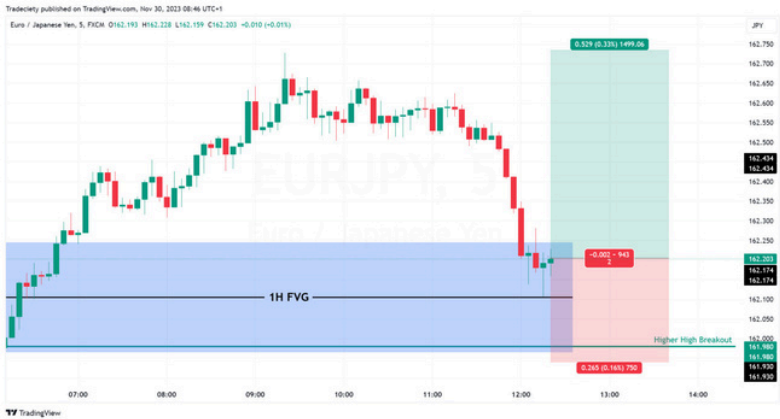 Tradeciety published on TradingView.com, Nov 30, 2023 08:46 UTC+1
Euro / Japanese Yen, 5, FXCM O162.193 H162.228 L162.159 C162.203 -0.010 (-0.01%)
JPY
0.529 (0.33%) 1499.06
162.750
162.700
162.650
162.600
162.550
162.500
162.434
162.434
162.400
162.350
162.300
162.250
EURJPY, 5
Euro / Japanese Yen
-0.002 ~ 943
2
162.203
162.174
162.174
162.100
1H FVG
162.050
162.000
Higher High Breakout
161.980
161.980
0.265 (0.16%) 750
161.930
161.930
07:00 08:00 09:00 10:00 11:00 12:00 13:00 14:00
TradingView